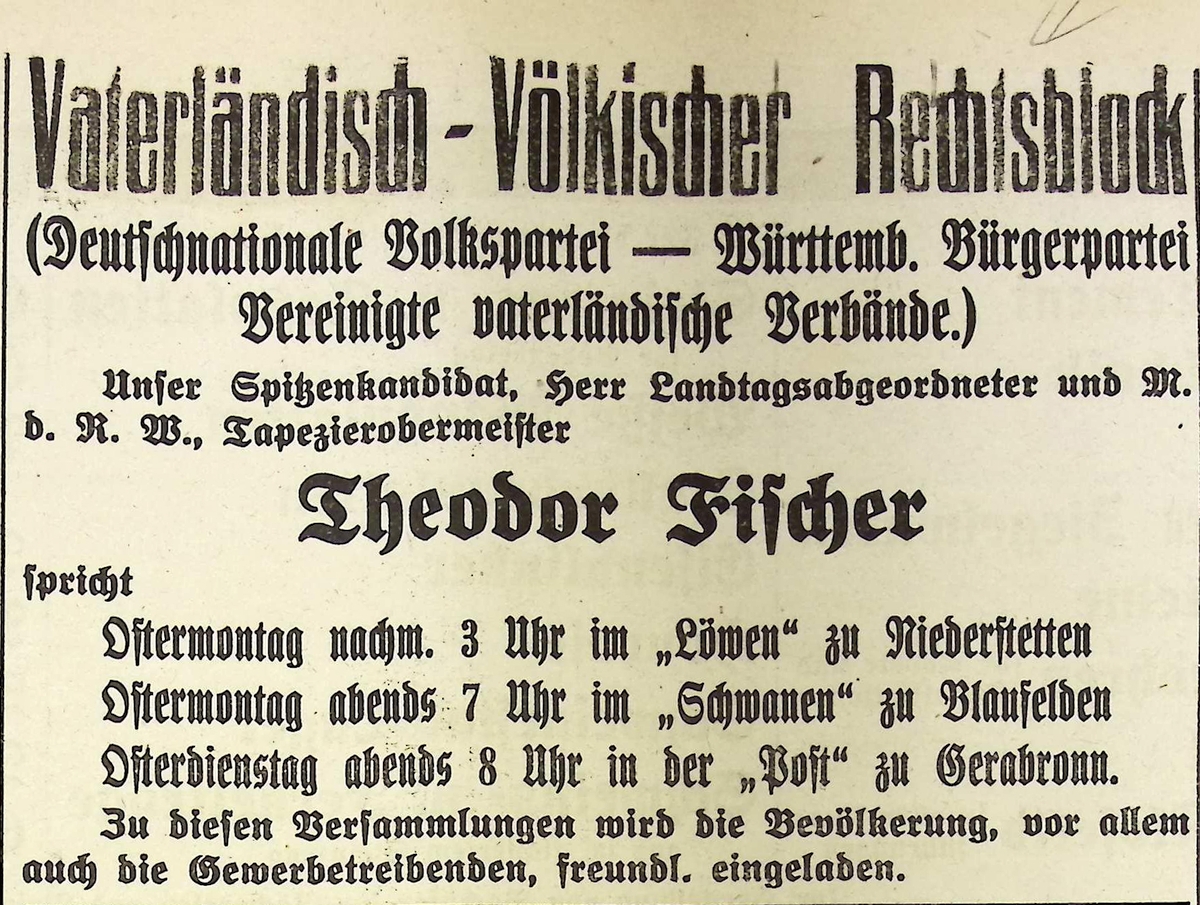 Vaterländisch - Völkischer Rechtsblock
(Deutschnationale Volkspartei — Württemb. Bürgerpartei
Vereinigte vaterländische Verbände.)
Unser Spitzenkandidat, Herr Landtagsabgeordneter und M.
d. R. W., Tapezierobermeister
Theodor Fischer
spricht
Ostermontag nachm. 3 Uhr im „Löwen“ zu Niederstetten
Ostermontag abends 7 Uhr im „Schwanen“ zu Blaufelden
Osterdienstag abends 8 Uhr in der „Post“ zu Gerabronn.
Zu diesen Versammlungen wird die Bevölkerung, vor allem
auch die Gewerbetreibenden, freundl. eingeladen.